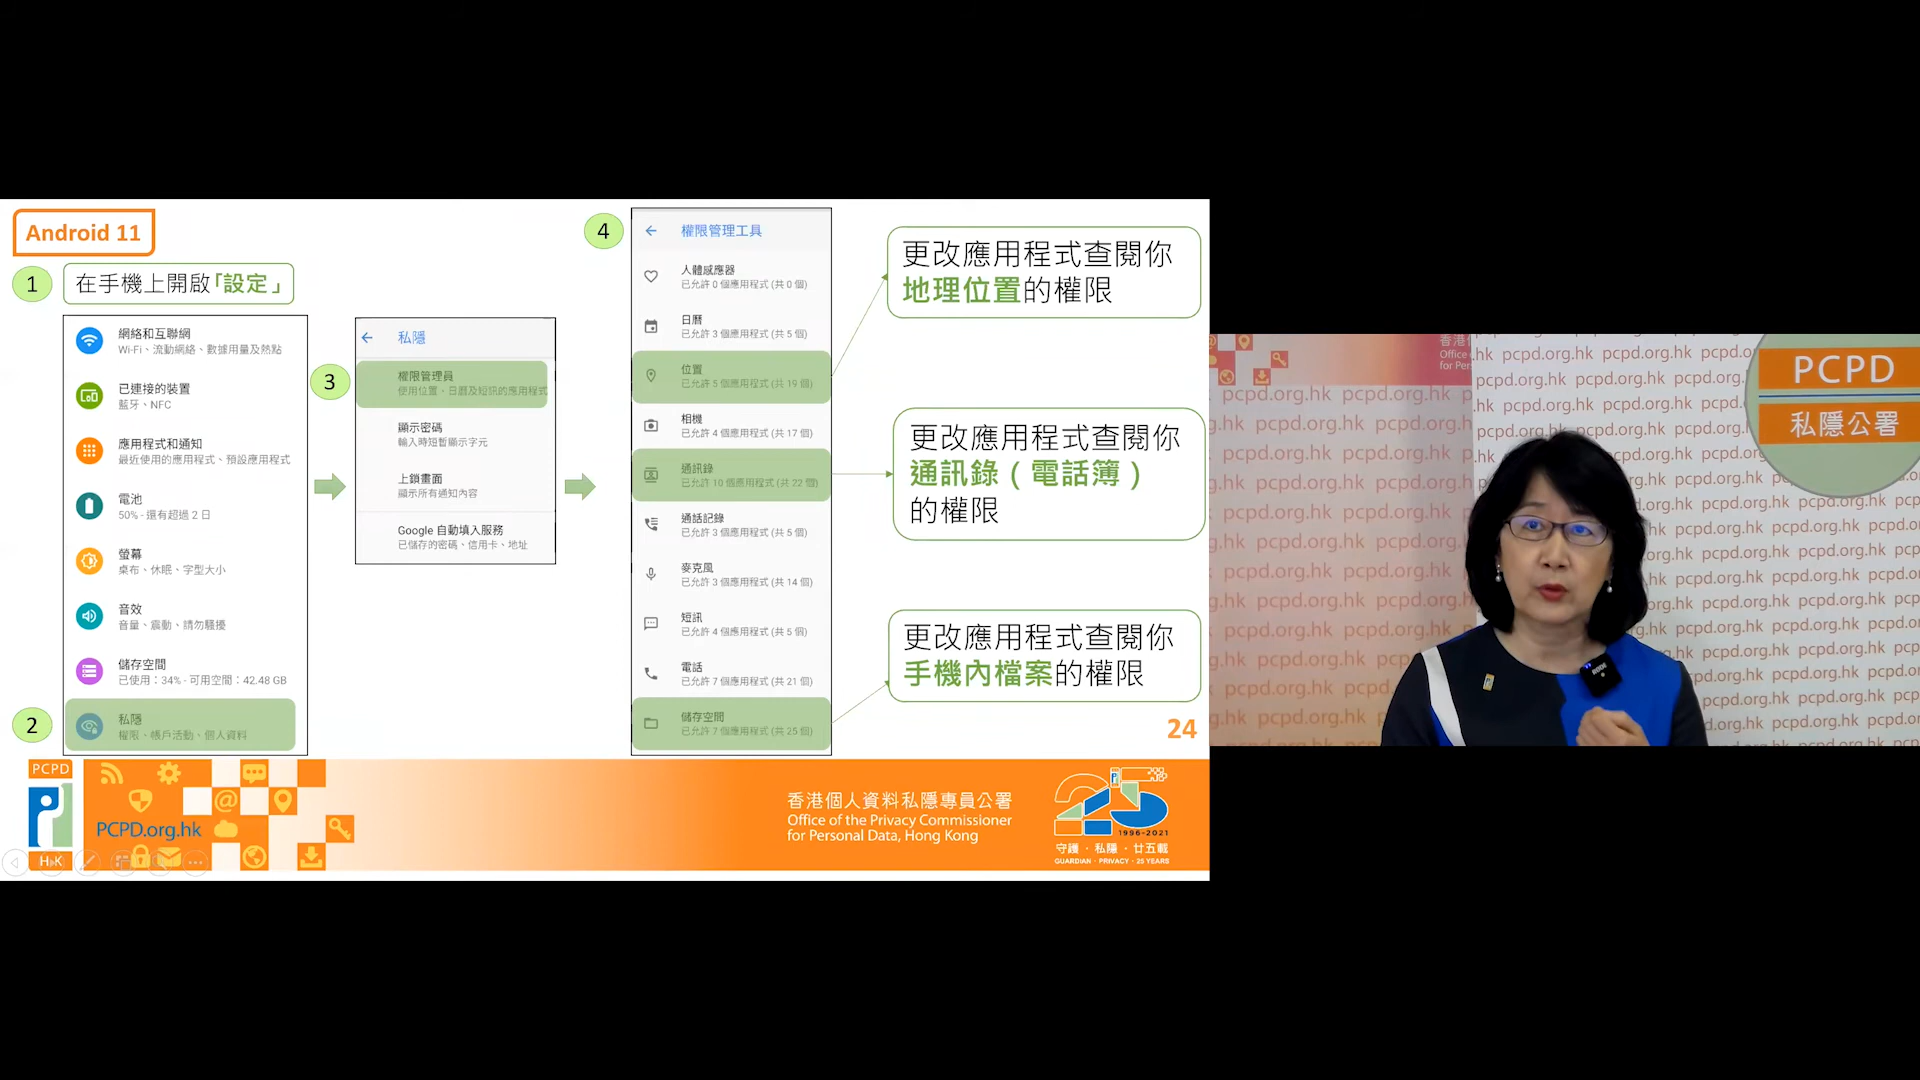 Android 11
1
在手機上開啟「設定」
網絡和互聯網
Wi-Fi、流動網絡、數據用量及熱點
已連接的裝置
藍牙、NFC
應用程式和通知
最近使用的應用程式、預設應用程式
電池
50% - 還有超過 2 日
螢幕
桌布、休眠、字型大小
音效
音量、震動、請勿騷擾
儲存空間
已使用：34% - 可用空間：42.48 GB
2
私隱
權限、帳戶活動、個人資料
私隱
3
權限管理員
使用位置、日曆及短訊的應用程式
顯示密碼
輸入時短暫顯示字元
上鎖畫面
顯示所有通知內容
Google 自動填入服務
已儲存的密碼、信用卡、地址
4
權限管理工具
人體感應器
已允許 0 個應用程式 (共 0 個)
日曆
已允許 3 個應用程式 (共 5 個)
位置
已允許 5 個應用程式 (共 19 個)
相機
已允許 4 個應用程式 (共 17 個)
通訊錄
已允許 10 個應用程式 (共 22 個)
通話記錄
已允許 3 個應用程式 (共 5 個)
麥克風
已允許 3 個應用程式 (共 14 個)
短訊
已允許 4 個應用程式 (共 5 個)
電話
已允許 7 個應用程式 (共 21 個)
儲存空間
已允許 7 個應用程式 (共 25 個)
更改應用程式查閱你
地理位置的權限
更改應用程式查閱你
通訊錄（電話簿）
的權限
更改應用程式查閱你
手機內檔案的權限
24
PCPD
H K
PCPD.org.hk
香港個人資料私隱專員公署
Office of the Privacy Commissioner
for Personal Data, Hong Kong
1996-2021
守護．私隱．廿五載
GUARDIAN · PRIVACY · 25 YEARS
PCPD
私隱公署
pcpd.org.hk
RODE